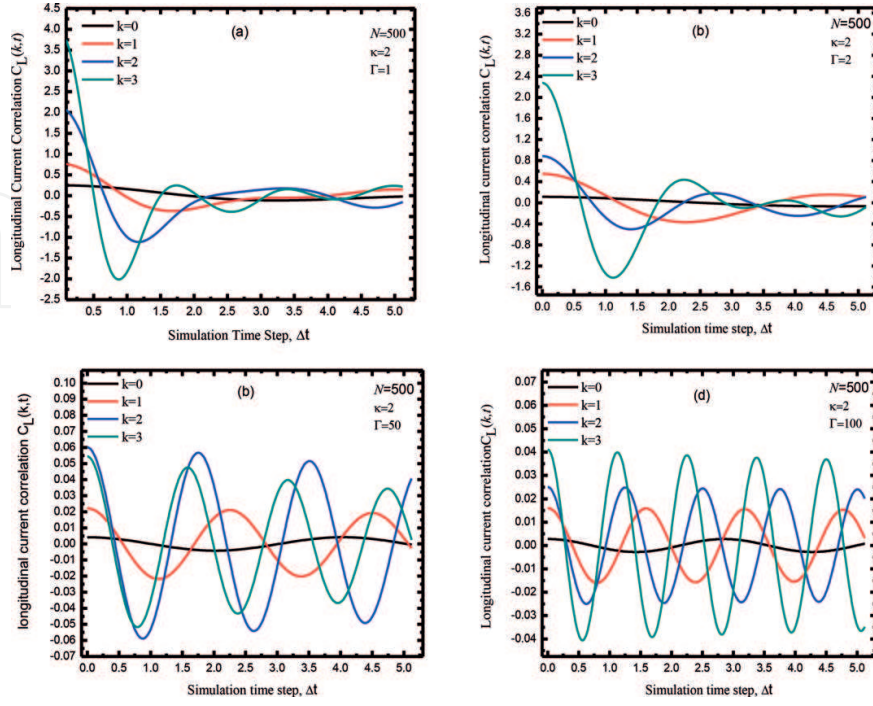 (a)
N=500
κ=2
Γ=1
k=0
k=1
k=2
k=3
Longitudinal Current Correlation C_L(k,t)
4.5
4.0
3.5
3.0
2.5
2.0
1.5
1.0
0.5
0.0
-0.5
-1.0
-1.5
-2.0
-2.5
0.5 1.0 1.5 2.0 2.5 3.0 3.5 4.0 4.5 5.0
Simulation Time Step, Δt
(b)
N=500
κ=2
Γ=2
k=0
k=1
k=2
k=3
Longitudinal Current correlation C_L(k,t)
3.6
3.0
2.4
1.8
1.2
0.6
0.0
-0.4
-1.0
-1.6
0.0 0.5 1.0 1.5 2.0 2.5 3.0 3.5 4.0 4.5 5.0
Simulation time step, Δt
(b)
N=500
κ=2
Γ=50
k=0
k=1
k=2
k=3
longitudinal current correlation C_L(k,t)
0.10
0.09
0.08
0.07
0.06
0.05
0.04
0.03
0.02
0.01
0.00
-0.01
-0.02
-0.03
-0.04
-0.05
-0.06
-0.07
0.0 0.5 1.0 1.5 2.0 2.5 3.0 3.5 4.0 4.5 5.0
Simulation time step, Δt
(d)
N=500
κ=2
Γ=100
k=0
k=1
k=2
k=3
Longitudinal current correlationC_L(k,t)
0.07
0.06
0.05
0.04
0.03
0.02
0.01
0.00
-0.01
-0.02
-0.03
-0.04
0.0 0.5 1.0 1.5 2.0 2.5 3.0 3.5 4.0 4.5 5.0
Simulation time step, Δt